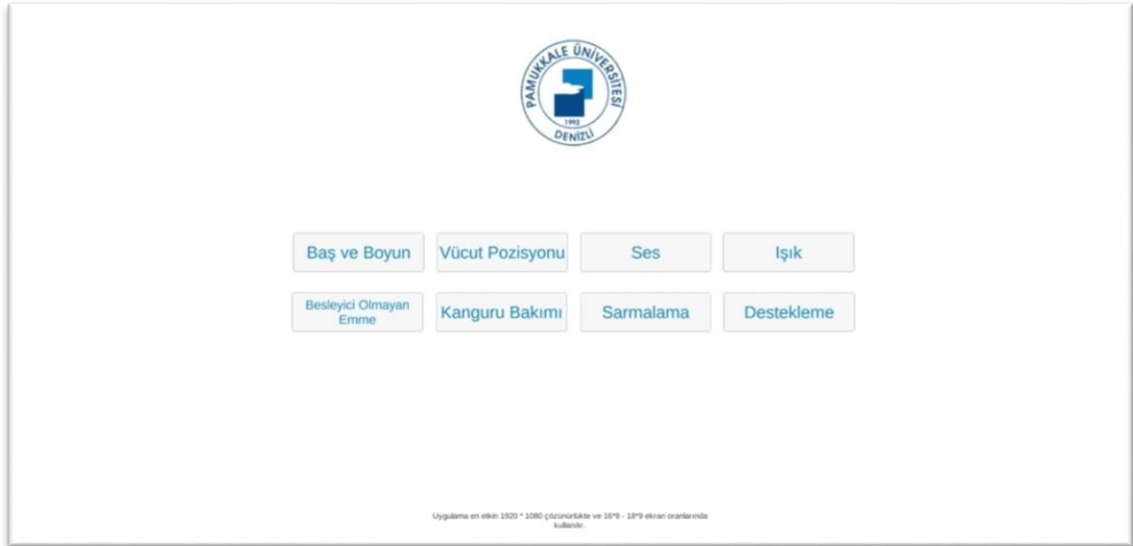 PAMUKKALE ÜNİVERSİTESİ
1992
DENİZLİ
Baş ve Boyun
Vücut Pozisyonu
Ses
Işık
Besleyici Olmayan
Emme
Kanguru Bakımı
Sarmalama
Destekleme
Uygulama en etkin 1920 * 1080 çözünürlükte ve 16*9 - 18*9 ekran oranlarında
kullanılır.